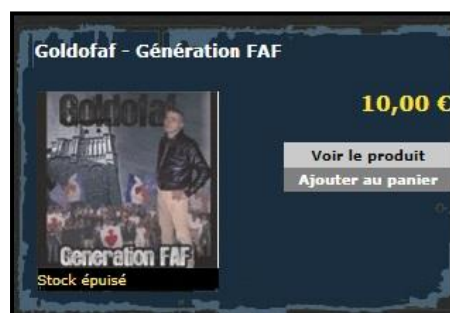 Goldofaf - Génération FAF
10,00 €
Goldofaf
Generation FAF
Voir le produit
Ajouter au panier
Stock épuisé